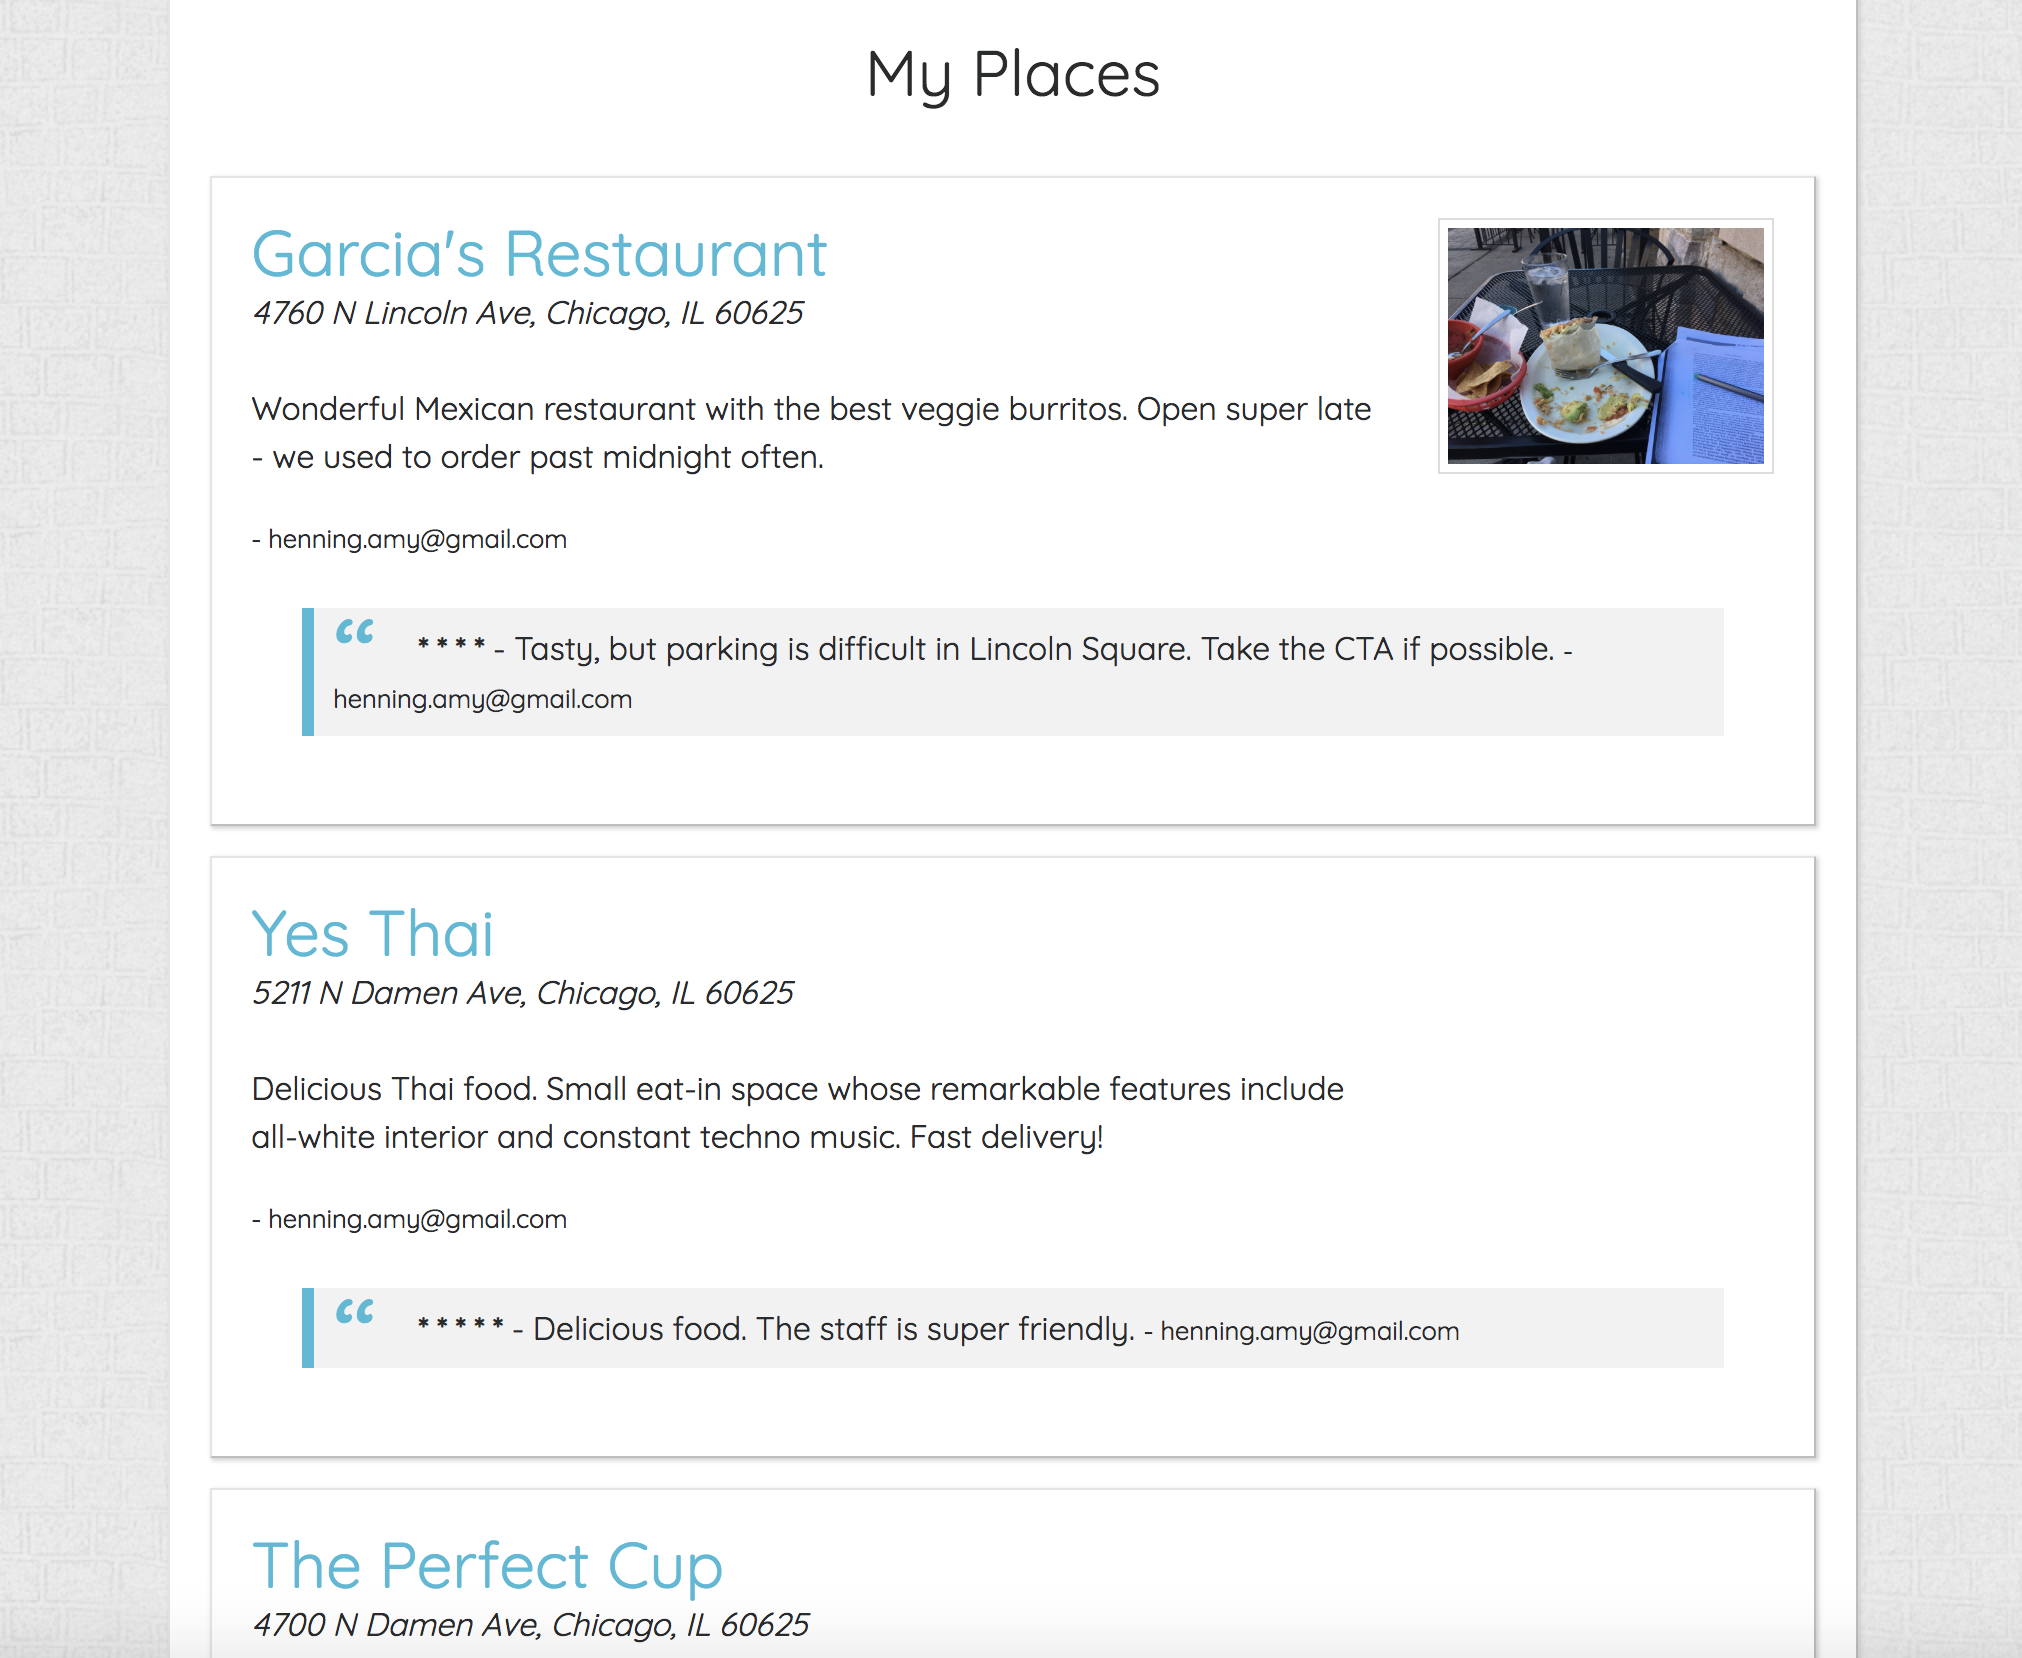 My Places
Garcia's Restaurant
4760 N Lincoln Ave, Chicago, IL 60625
Wonderful Mexican restaurant with the best veggie burritos. Open super late
- we used to order past midnight often.
- henning.amy@gmail.com
“ * * * * - Tasty, but parking is difficult in Lincoln Square. Take the CTA if possible. -
henning.amy@gmail.com
Yes Thai
5211 N Damen Ave, Chicago, IL 60625
Delicious Thai food. Small eat-in space whose remarkable features include
all-white interior and constant techno music. Fast delivery!
- henning.amy@gmail.com
“ * * * * * - Delicious food. The staff is super friendly. - henning.amy@gmail.com
The Perfect Cup
4700 N Damen Ave, Chicago, IL 60625